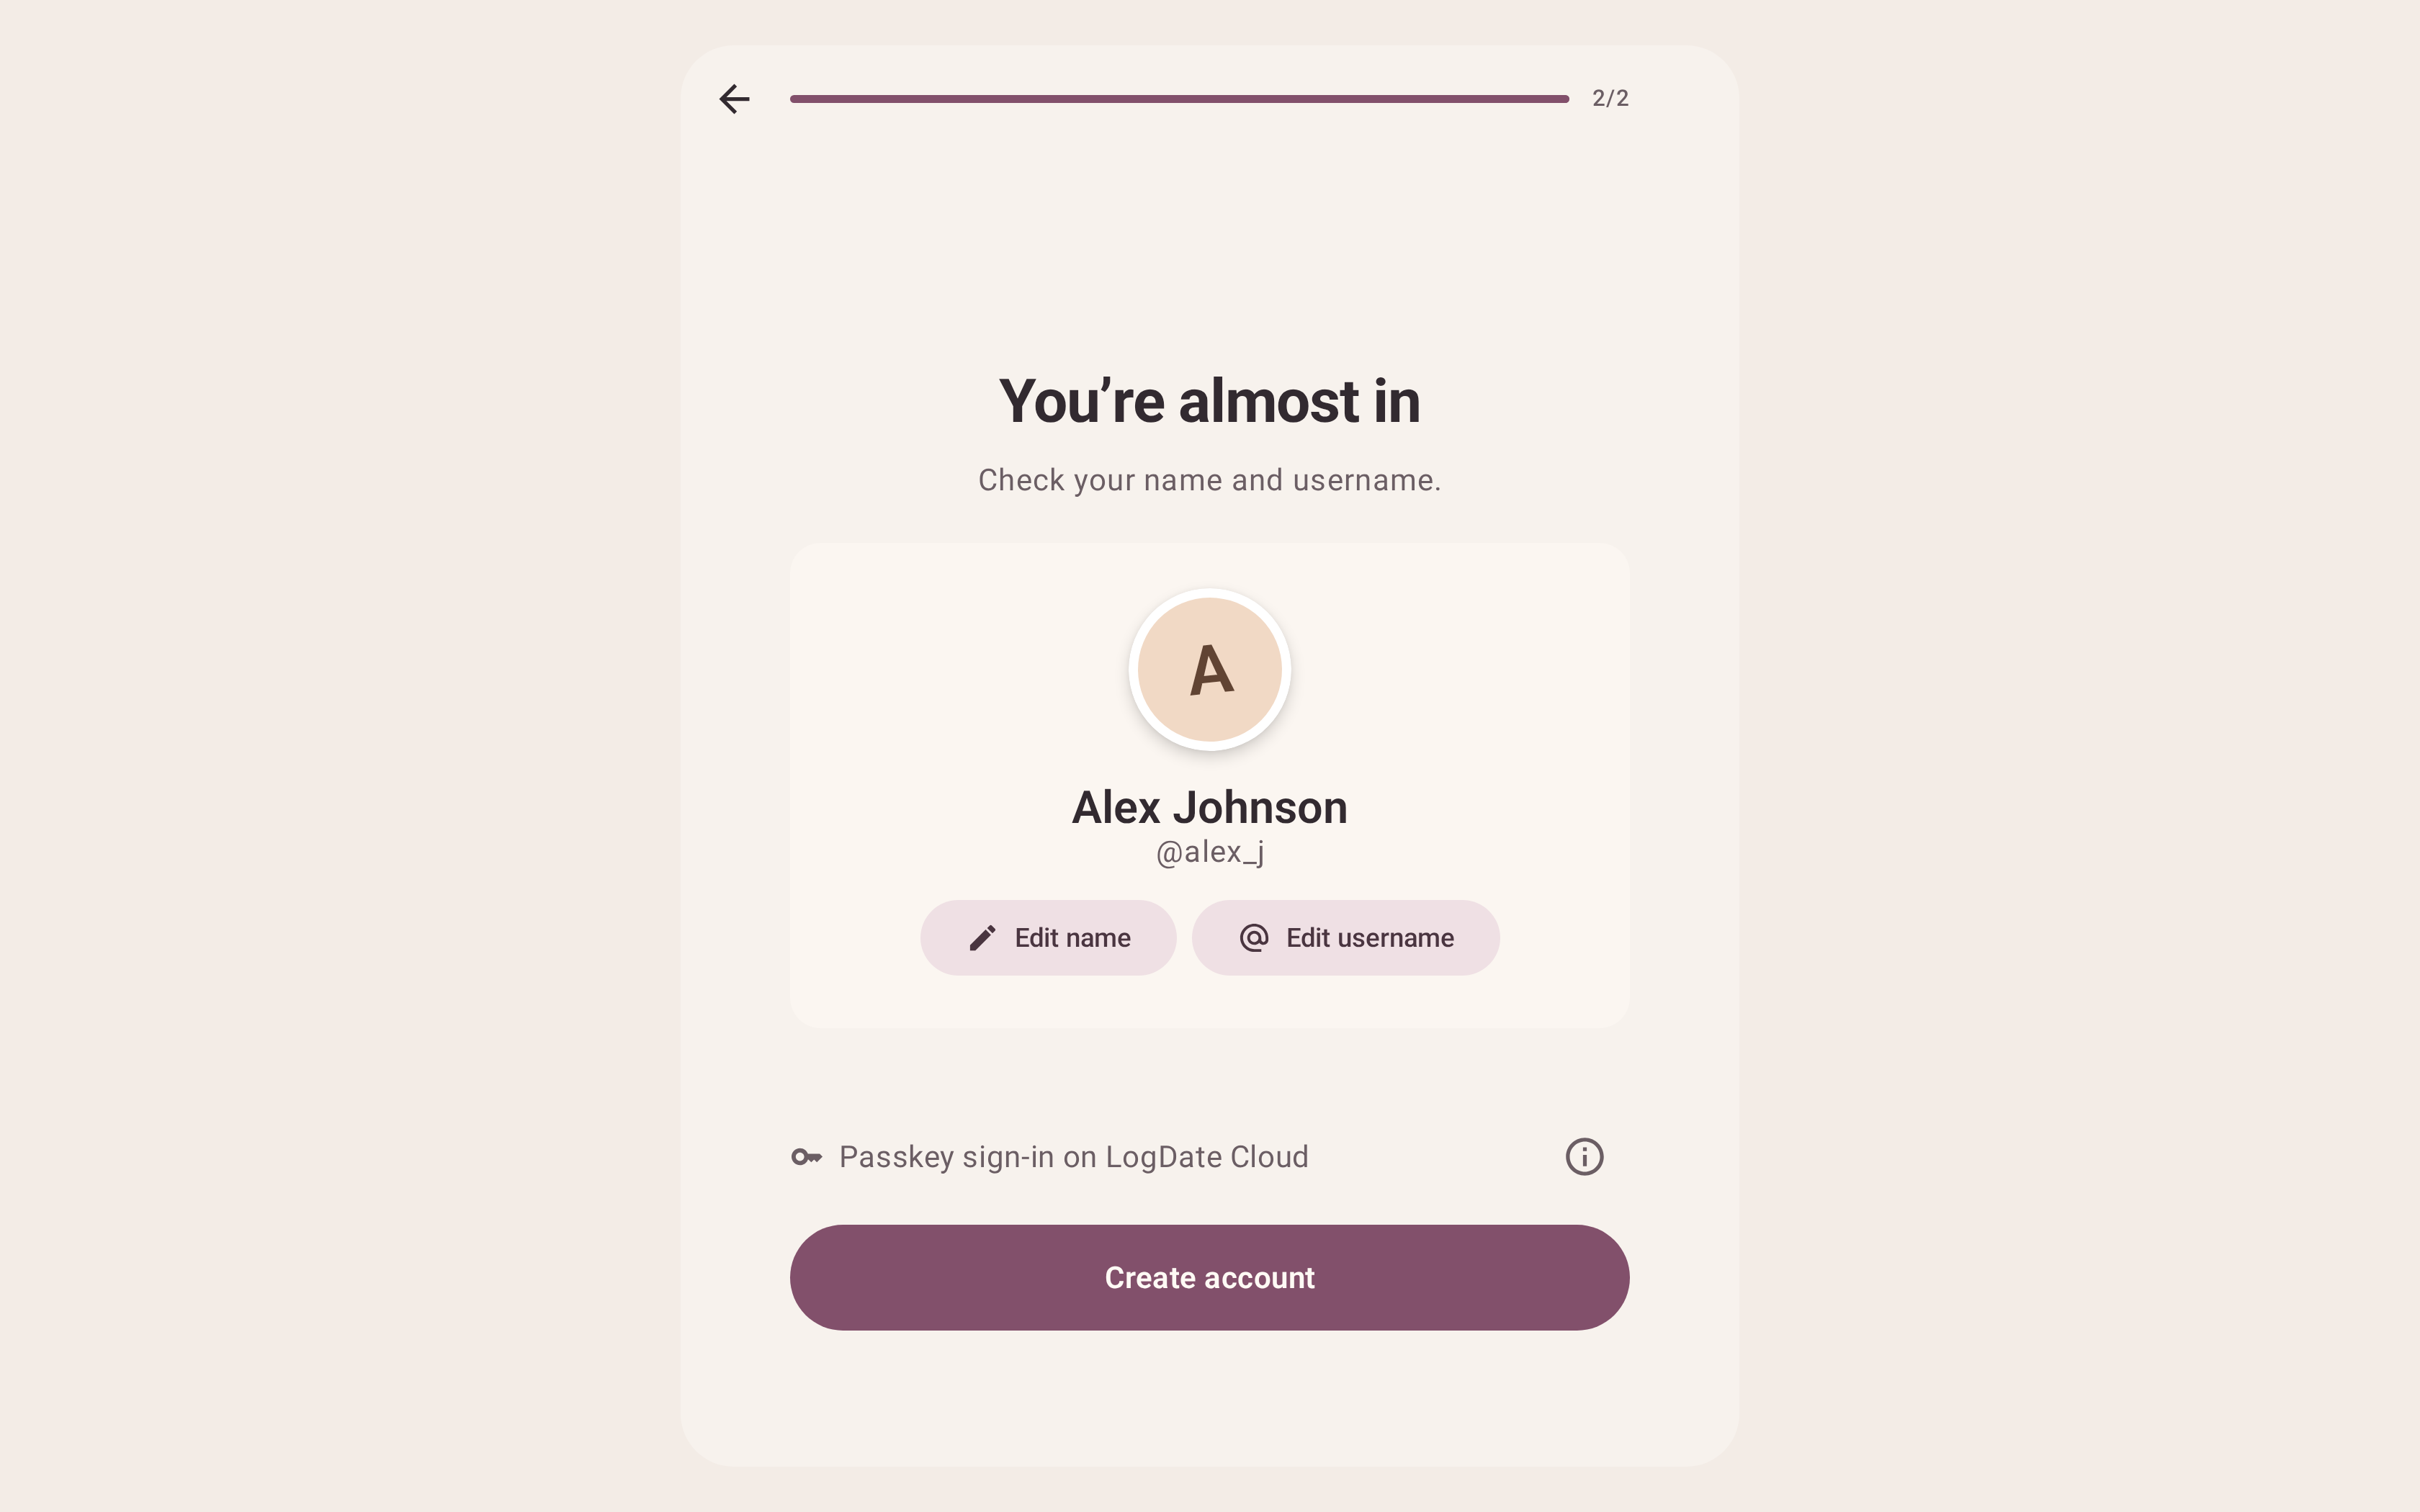 2/2
You’re almost in
Check your name and username.
A
Alex Johnson
@alex_j
Edit name
Edit username
Passkey sign-in on LogDate Cloud
Create account